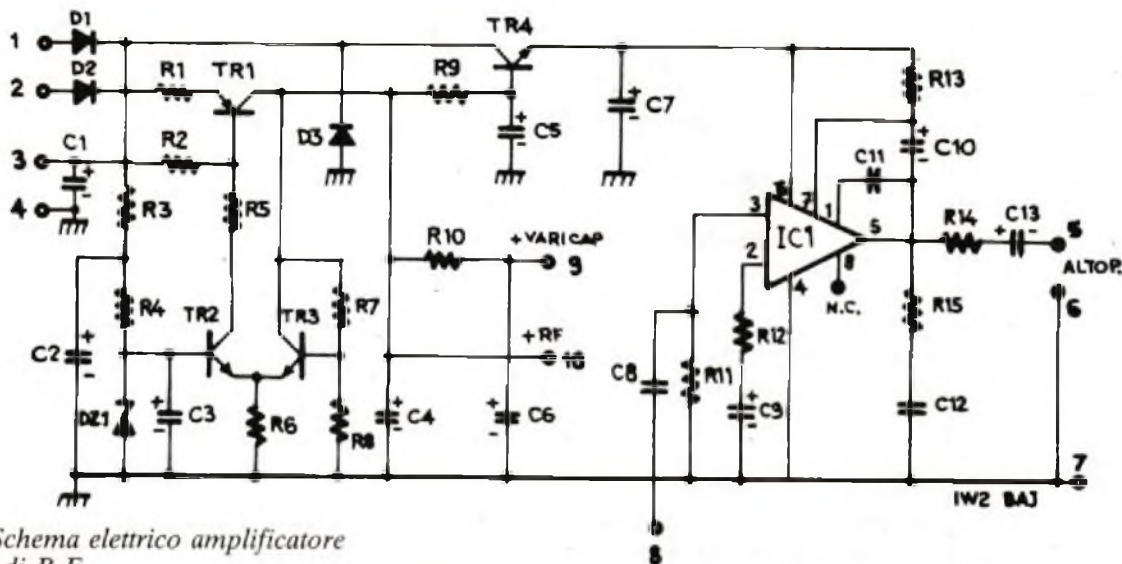 D1
TR4
1
D2
R1
TR1
R9
R13
2
C7
C1
R2
D3
C5
C10
3
C11
4
R3
R5
6
7
1
3
5
R14
C13
5
R10
+VARICAP
IC1
2
9
4
8
ALTOP.
R4
TR2
TR3
R7
N.C.
R15
6
+RF
R12
C2
10
C8
R11
C3
R6
C4
C6
C9
C12
DZ1
R8
7
IW2 BAJ
Schema elettrico amplificatore
di B.F.
8